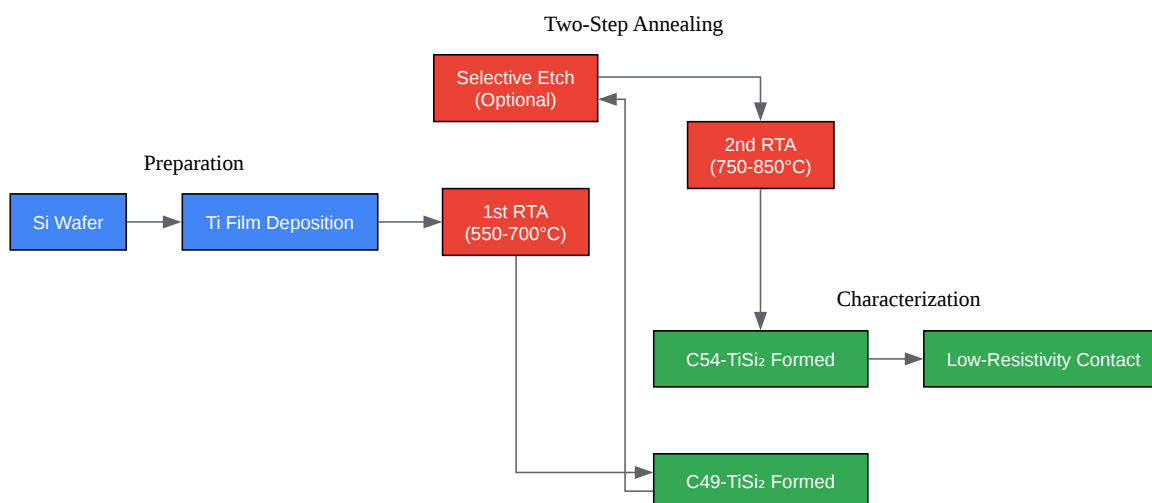 Two-Step Annealing
Selective Etch
(Optional)
2nd RTA
(750-850°C)
Preparation
Si Wafer
Ti Film Deposition
1st RTA
(550-700°C)
Characterization
C54-TiSi₂ Formed
Low-Resistivity Contact
C49-TiSi₂ Formed